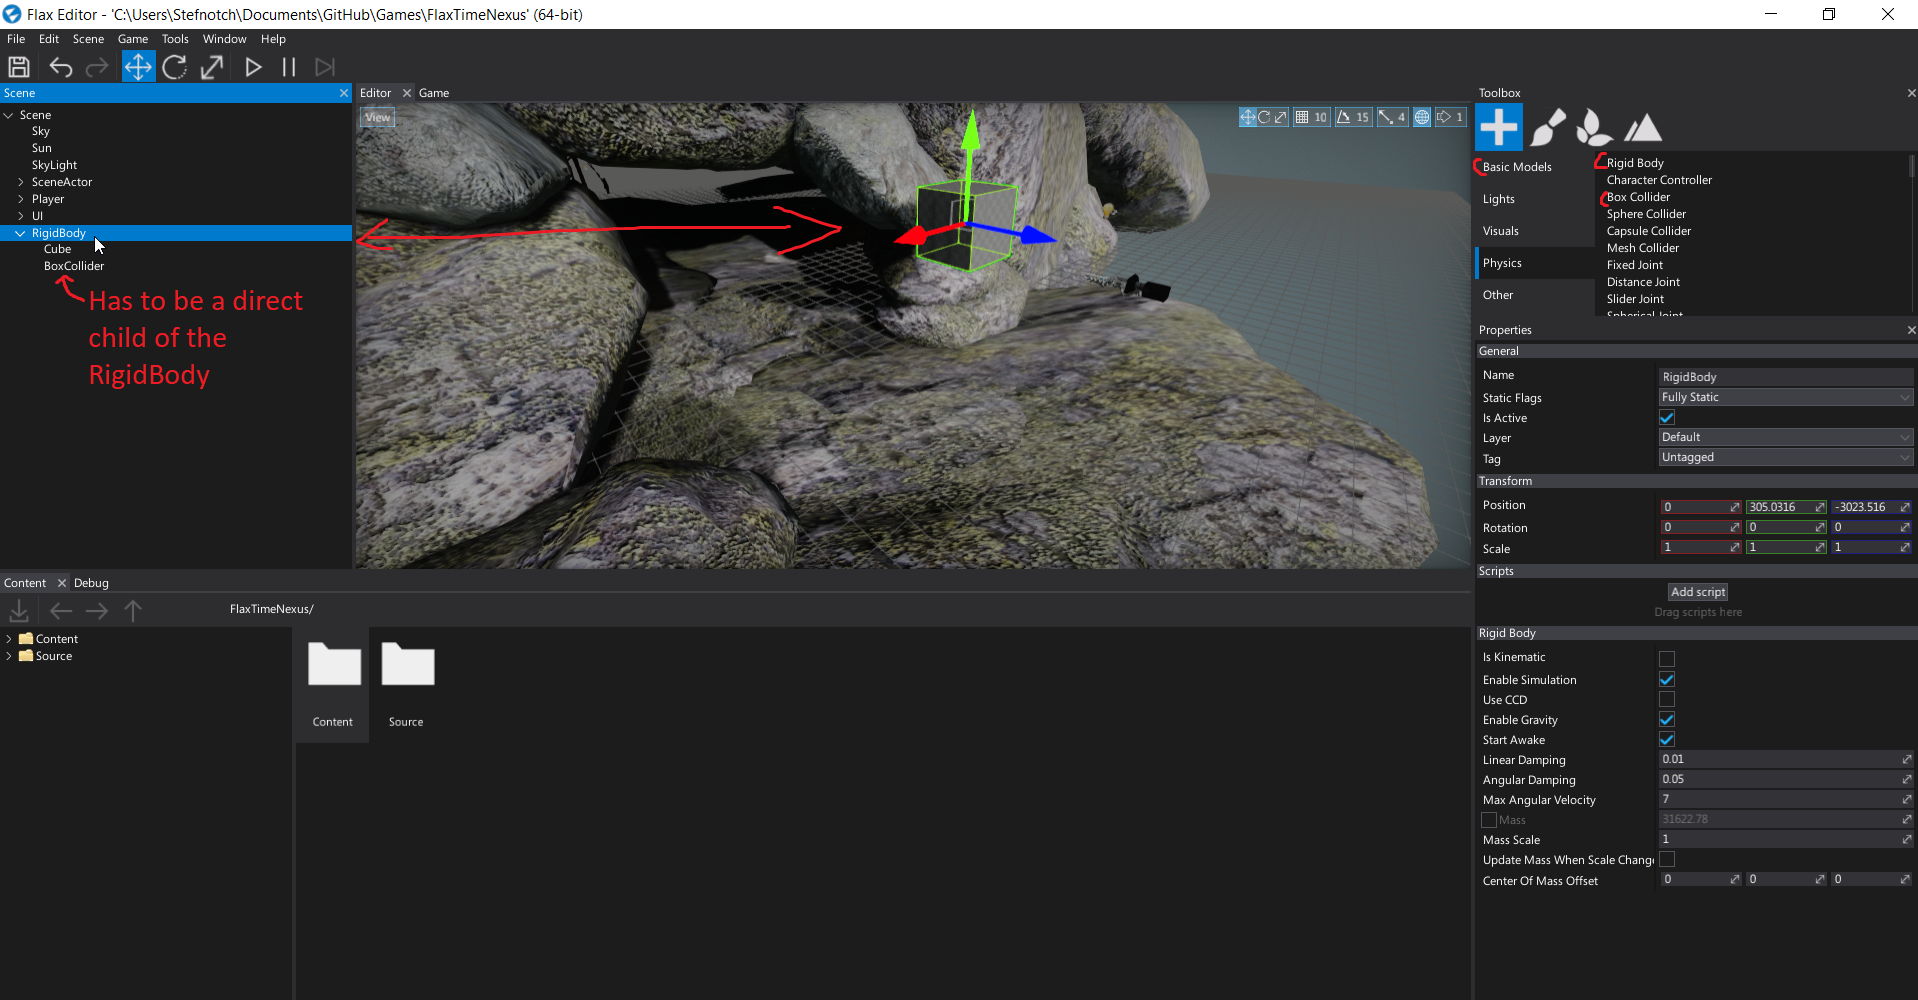 Flax Editor - 'C:\Users\Stefnotch\Documents\GitHub\Games\FlaxTimeNexus' (64-bit)
File Edit Scene Game Tools Window Help
Scene
Scene
Sky
Sun
SkyLight
SceneActor
Player
UI
RigidBody
Cube
BoxCollider
Has to be a direct
child of the
RigidBody
Editor Game
View
10 15 4 1
Toolbox
Basic Models
Lights
Visuals
Physics
Other
Rigid Body
Character Controller
Box Collider
Sphere Collider
Capsule Collider
Mesh Collider
Fixed Joint
Distance Joint
Slider Joint
Spherical Joint
Properties
General
Name RigidBody
Static Flags Fully Static
Is Active
Layer Default
Tag Untagged
Transform
Position 0 305.0316 -3023.516
Rotation 0 0 0
Scale 1 1 1
Scripts
Add script
Drag scripts here
Rigid Body
Is Kinematic
Enable Simulation
Use CCD
Enable Gravity
Start Awake
Linear Damping 0.01
Angular Damping 0.05
Max Angular Velocity 7
Mass 31622.78
Mass Scale 1
Update Mass When Scale Chang
Center Of Mass Offset 0 0 0
Content Debug
FlaxTimeNexus/
Content
Source
Content Source